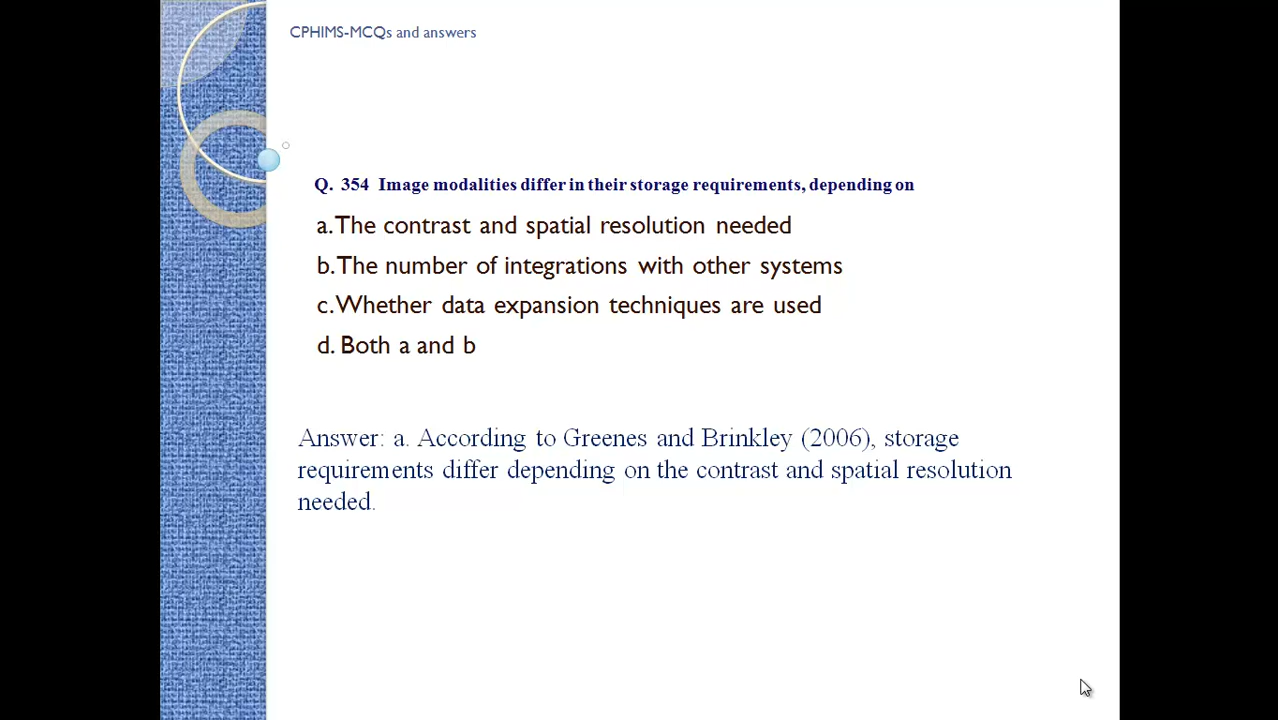 CPHIMS-MCQs and answers
Q. 354 Image modalities differ in their storage requirements, depending on
a. The contrast and spatial resolution needed
b. The number of integrations with other systems
c. Whether data expansion techniques are used
d. Both a and b
Answer: a. According to Greenes and Brinkley (2006), storage
requirements differ depending on the contrast and spatial resolution
needed.